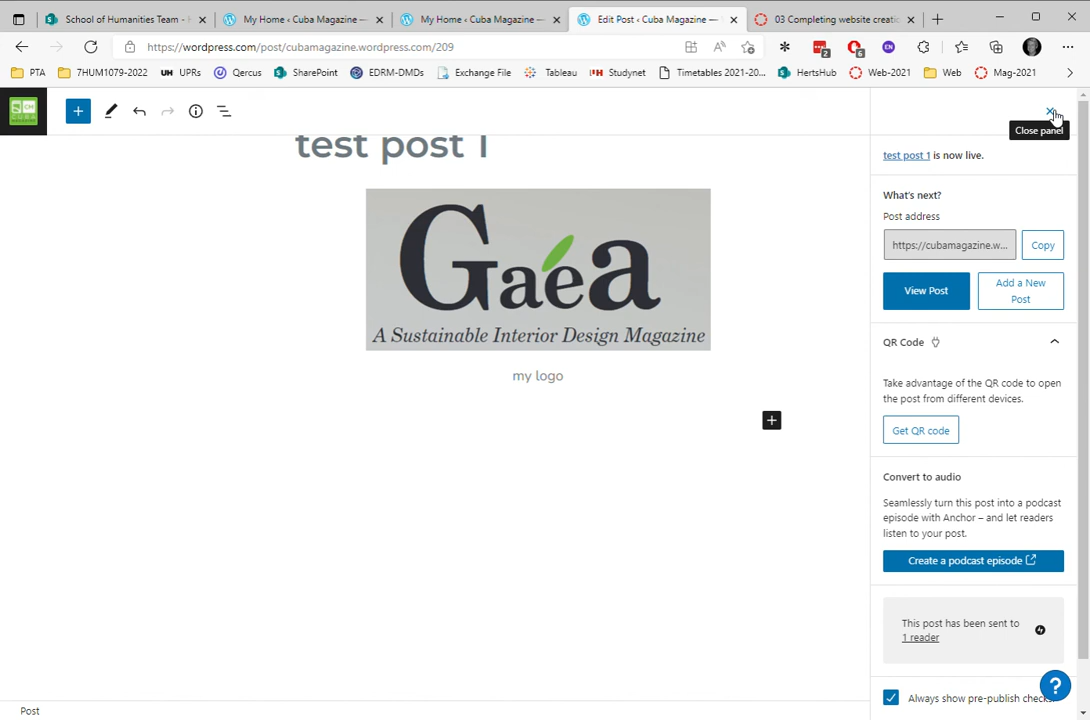 School of Humanities Team - H
My Home ‹ Cuba Magazine —
My Home ‹ Cuba Magazine —
Edit Post ‹ Cuba Magazine —
03 Completing website creatio
https://wordpress.com/post/cubamagazine.wordpress.com/209
2
6
EN
PTA
7HUM1079-2022
UH UPRs
Qercus
SharePoint
EDRM-DMDs
Exchange File
Tableau
Studynet
Timetables 2021-20...
HertsHub
Web-2021
Web
Mag-2021
Close panel
test post 1
Gaéa
A Sustainable Interior Design Magazine
my logo
test post 1 is now live.
What's next?
Post address
https://cubamagazine.w...
Copy
View Post
Add a New
Post
QR Code
Take advantage of the QR code to open
the post from different devices.
Get QR code
Convert to audio
Seamlessly turn this post into a podcast
episode with Anchor – and let readers
listen to your post.
Create a podcast episode
This post has been sent to
1 reader
Always show pre-publish checks.
?
Post